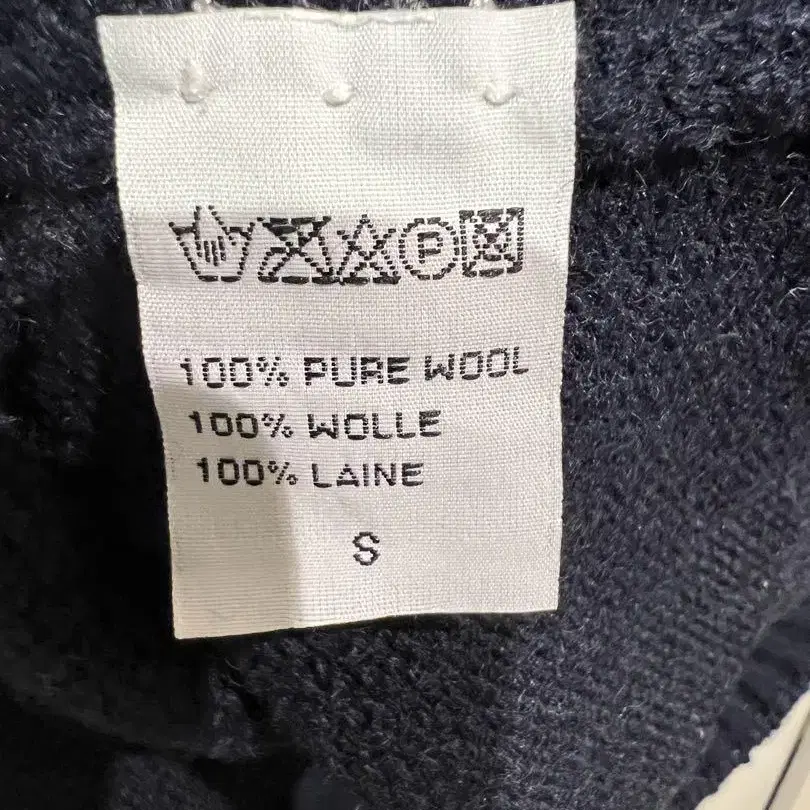 P
100% PURE WOOL
100% WOLLE
100% LAINE
S